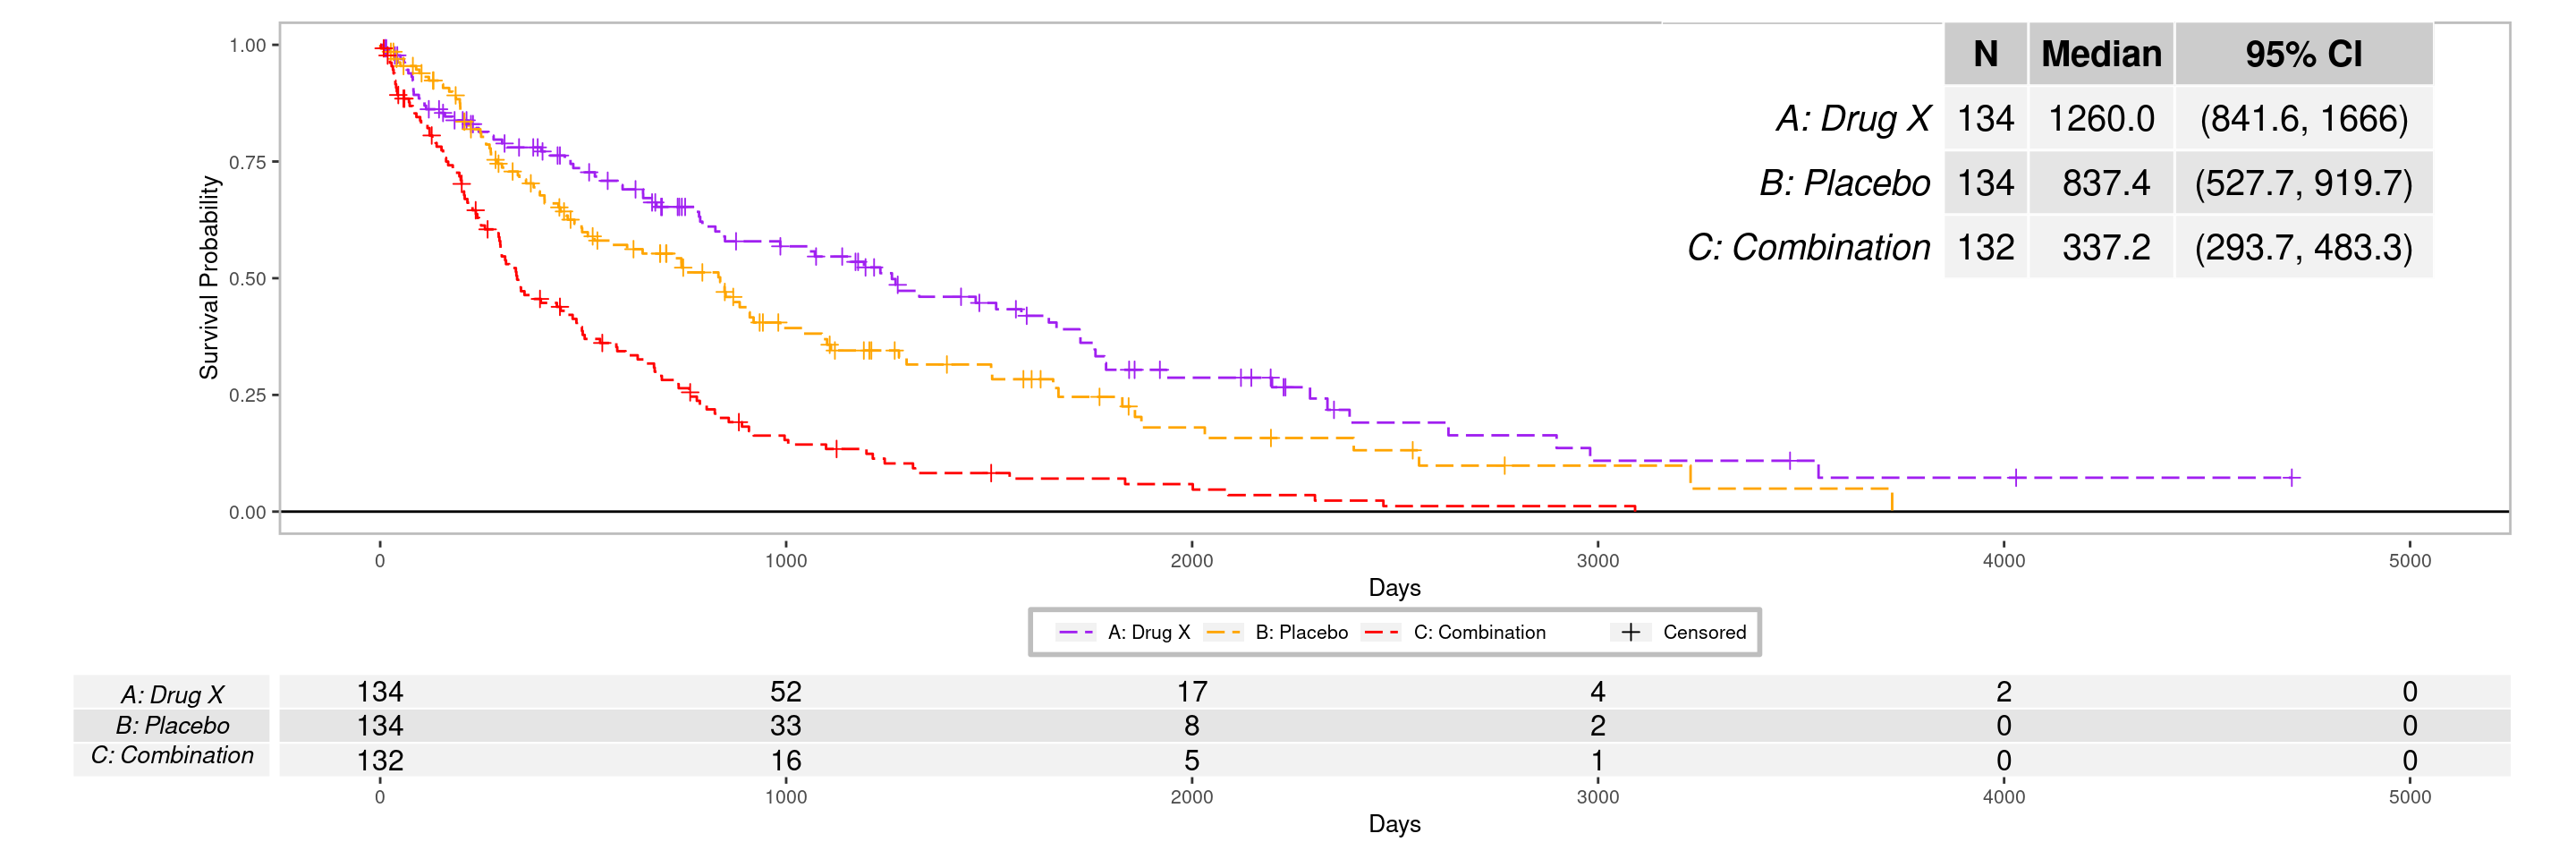 N Median 95% CI
A: Drug X 134 1260.0 (841.6, 1666)
B: Placebo 134 837.4 (527.7, 919.7)
C: Combination 132 337.2 (293.7, 483.3)
Survival Probability
1.00
0.75
0.50
0.25
0.00
0 1000 2000 3000 4000 5000
Days
A: Drug X B: Placebo C: Combination Censored
A: Drug X 134 52 17 4 2 0
B: Placebo 134 33 8 2 0 0
C: Combination 132 16 5 1 0 0
0 1000 2000 3000 4000 5000
Days